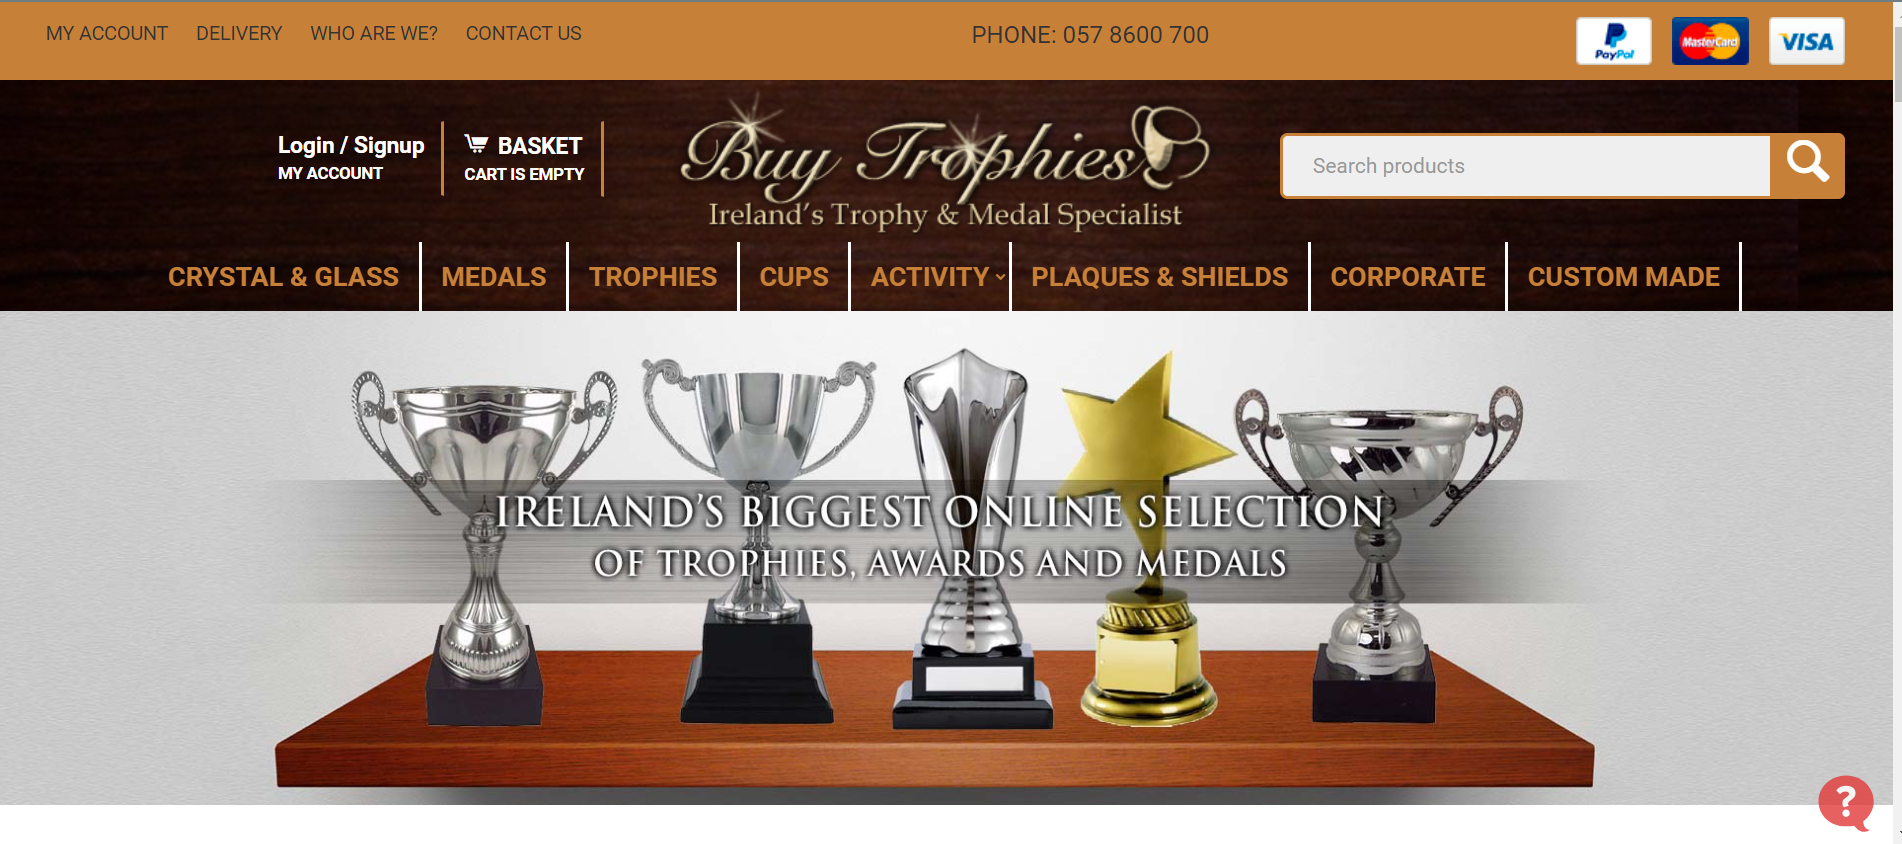 MY ACCOUNT DELIVERY WHO ARE WE? CONTACT US PHONE: 057 8600 700 PayPal MasterCard VISA
Login / Signup
MY ACCOUNT
BASKET
CART IS EMPTY
Buy Trophies
Ireland's Trophy & Medal Specialist
Search products
CRYSTAL & GLASS MEDALS TROPHIES CUPS ACTIVITY PLAQUES & SHIELDS CORPORATE CUSTOM MADE
IRELAND'S BIGGEST ONLINE SELECTION
OF TROPHIES, AWARDS AND MEDALS
?